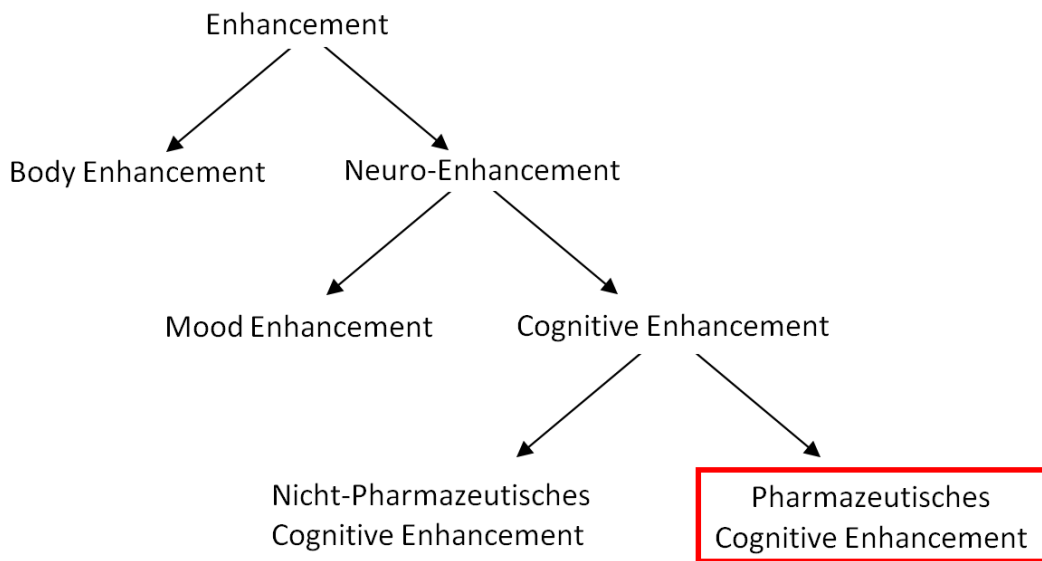 Enhancement
Body Enhancement
Neuro-Enhancement
Mood Enhancement
Cognitive Enhancement
Nicht-Pharmazeutisches
Cognitive Enhancement
Pharmazeutisches
Cognitive Enhancement